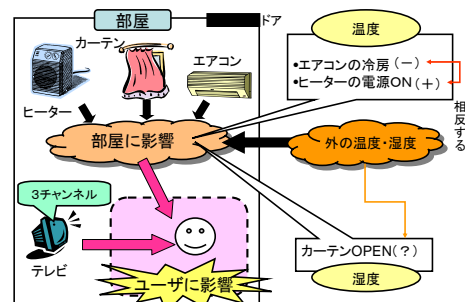 部屋
ドア
温度
カーテン
エアコン
•エアコンの冷房(－)
•ヒーターの電源ON(＋)
相反する
ヒーター
部屋に影響
外の温度・湿度
3チャンネル
テレビ
カーテンOPEN(？)
湿度
ユーザに影響